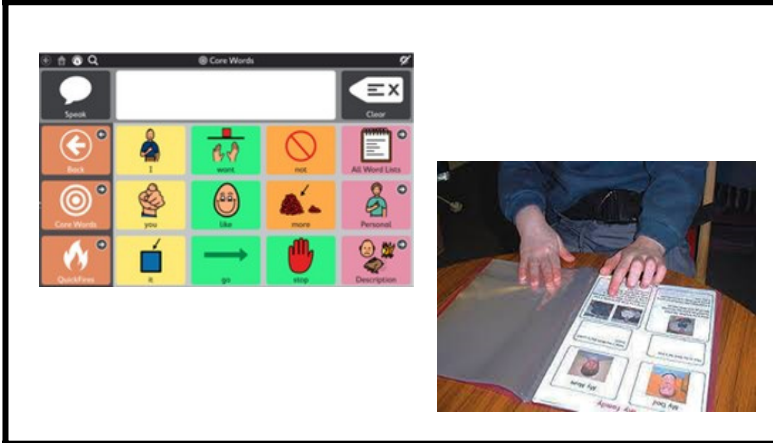 Core Words
Speak
Clear
Back
I
want
not
All Word Lists
Core Words
you
like
more
Personal
QuickFires
it
go
stop
Description
Family
My Dad
My Mum